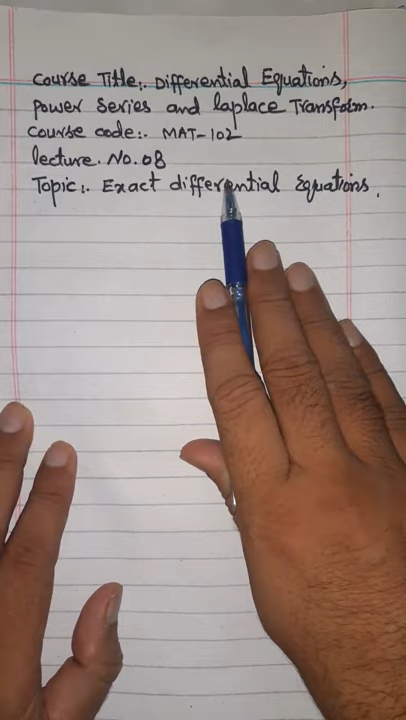 Course Title:. Differential Equations,
power series and laplace Transform.
Course code:. MAT-102
lecture. No. 08
Topic:. Exact differential Equations.